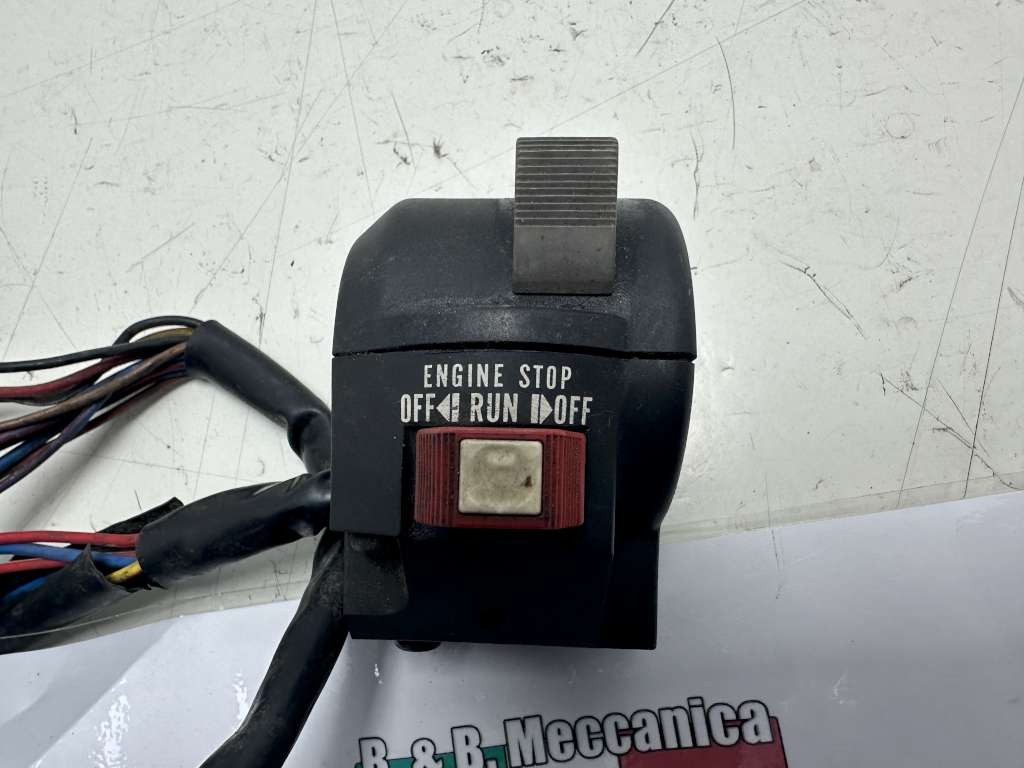 ENGINE STOP
OFF◀ RUN ▶OFF
B. & B. Meccanica